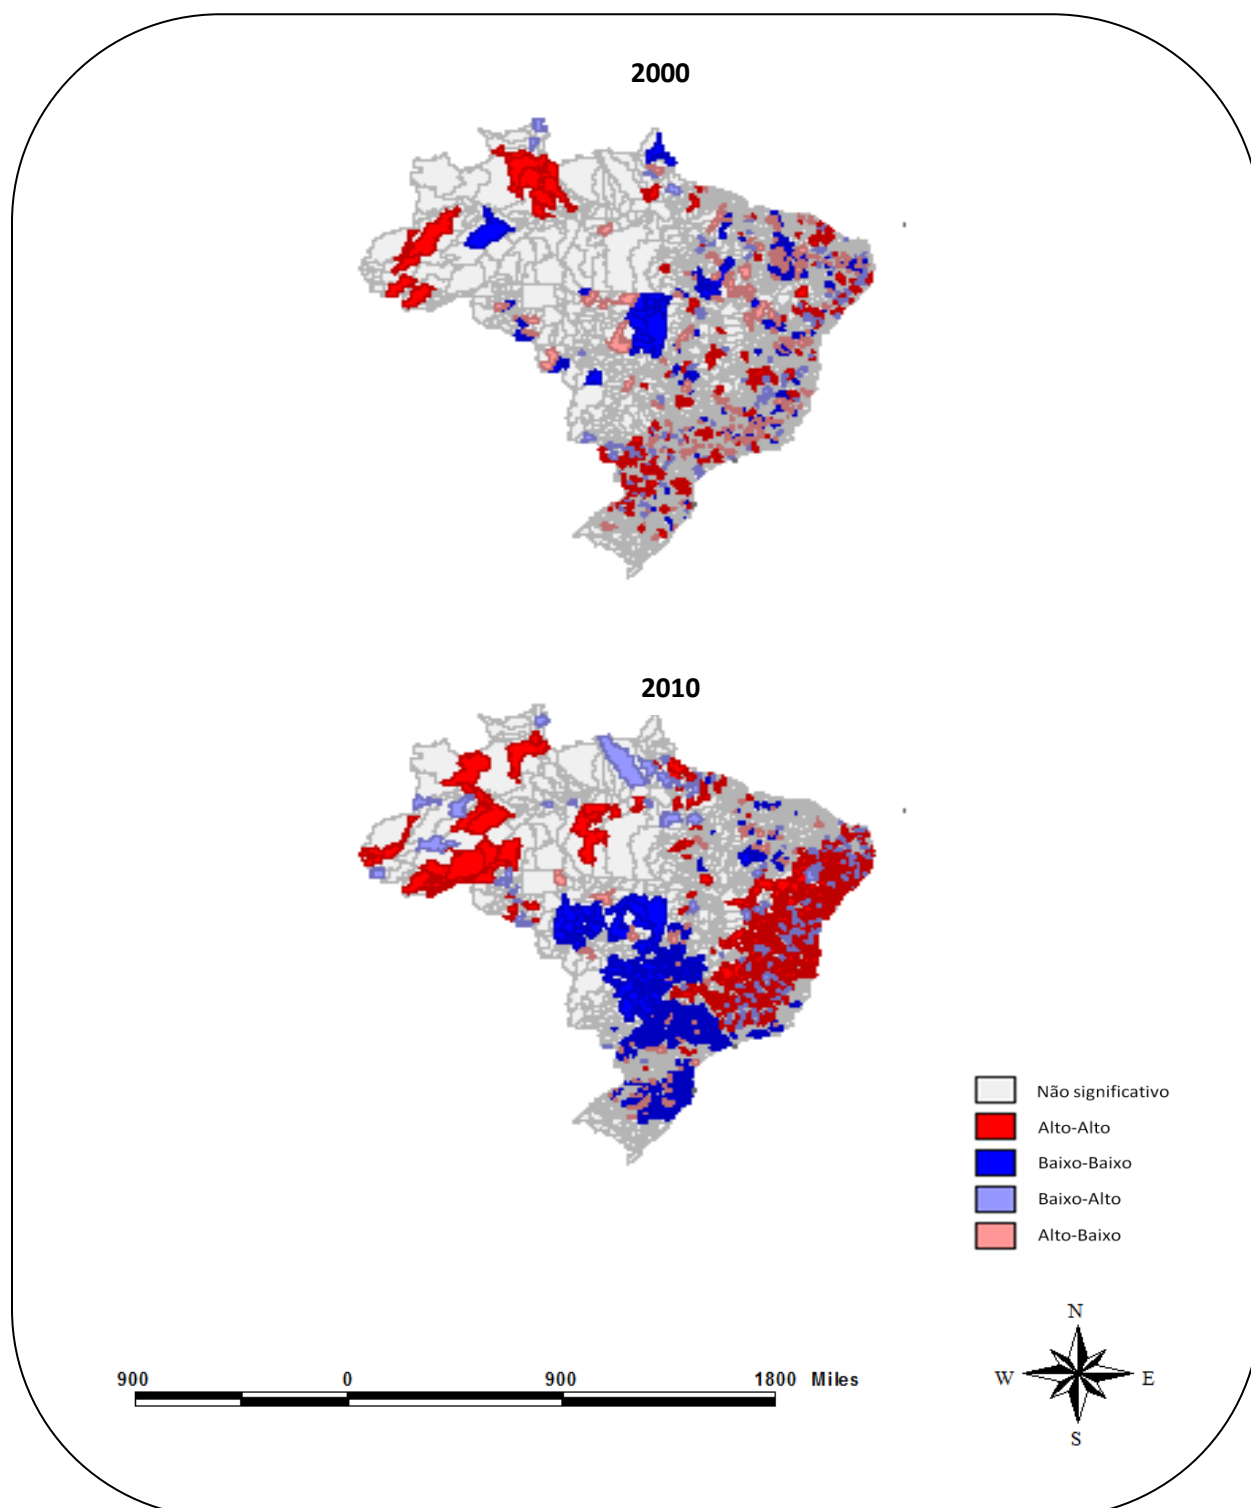 2000
2010
Não significativo
Alto-Alto
Baixo-Baixo
Baixo-Alto
Alto-Baixo
N
W E
S
900 0 900 1800 Miles